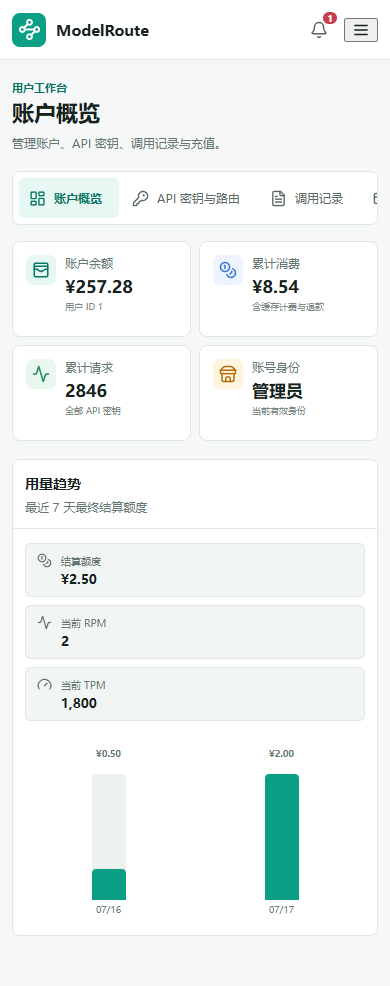 ModelRoute
1
用户工作台
账户概览
管理账户、API 密钥、调用记录与充值。
账户概览
API 密钥与路由
调用记录
账户余额
¥257.28
用户 ID 1
累计消费
¥8.54
含缓存计费与退款
累计请求
2846
全部 API 密钥
账号身份
管理员
当前有效身份
用量趋势
最近 7 天最终结算额度
结算额度
¥2.50
当前 RPM
2
当前 TPM
1,800
¥0.50
¥2.00
07/16
07/17